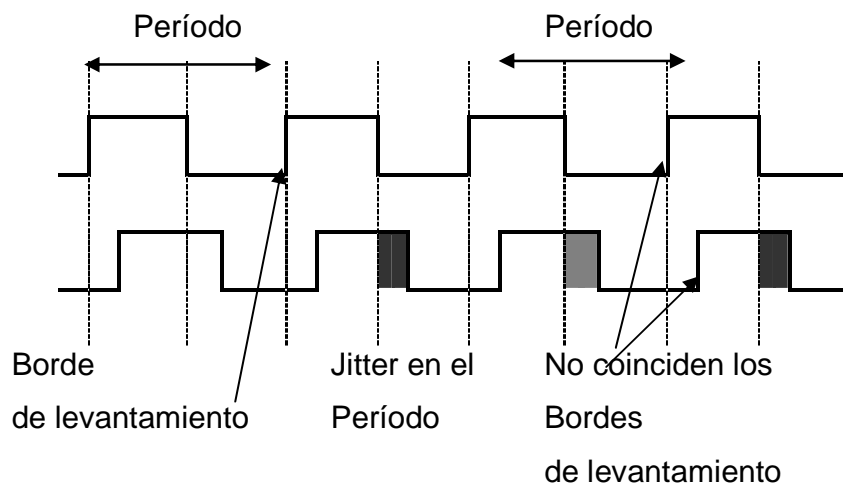 Período
Período
Borde
de levantamiento
Jitter en el
Período
No coinciden los
Bordes
de levantamiento